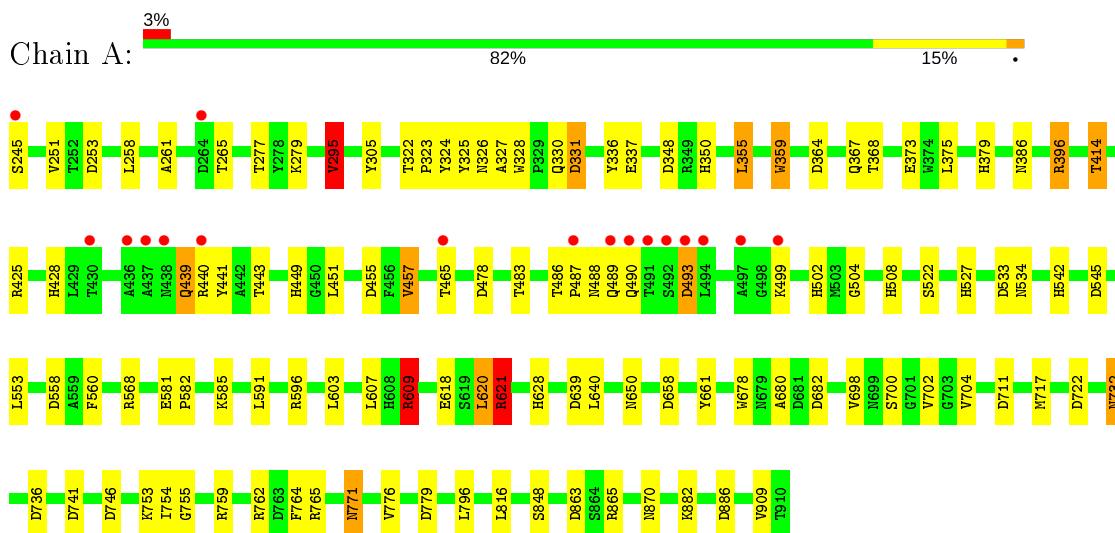 3%
Chain A:
82% 15% •
S245 V251 T252 D253 L258 A261 D264 T265 T277 Y278 K279 V295 Y305 T322 P323 Y324 Y325 N326 A327 W328 P329 Q330 D331 Y336 E337 D348 R349 H350 L355 W359 D364 Q367 T368 E373 W374 L375 H379 N386 R396 T414
R425 H428 L429 T430 A436 A437 N438 Q439 R440 Y441 A442 T443 H449 G450 L451 D455 F456 V457 T465 D478 T483 T486 P487 N488 Q489 Q490 T491 S492 D493 L494 A497 G498 K499 H502 M503 G504 H508 S522 H527 D533 N534 H542 D545
L553 D558 A559 F560 R568 E581 P582 K585 L591 R596 L603 L607 H608 R609 E618 S619 L620 R621 H628 D639 L640 N650 D658 Y661 W678 N679 A680 D681 D682 V698 N699 S700 G701 V702 G703 V704 D711 M717 D722 N732
D736 D741 D746 K753 I754 G755 R759 R762 D763 F764 R765 N771 V776 D779 L796 L816 S848 D863 S864 R865 N870 K882 D886 V909 T910